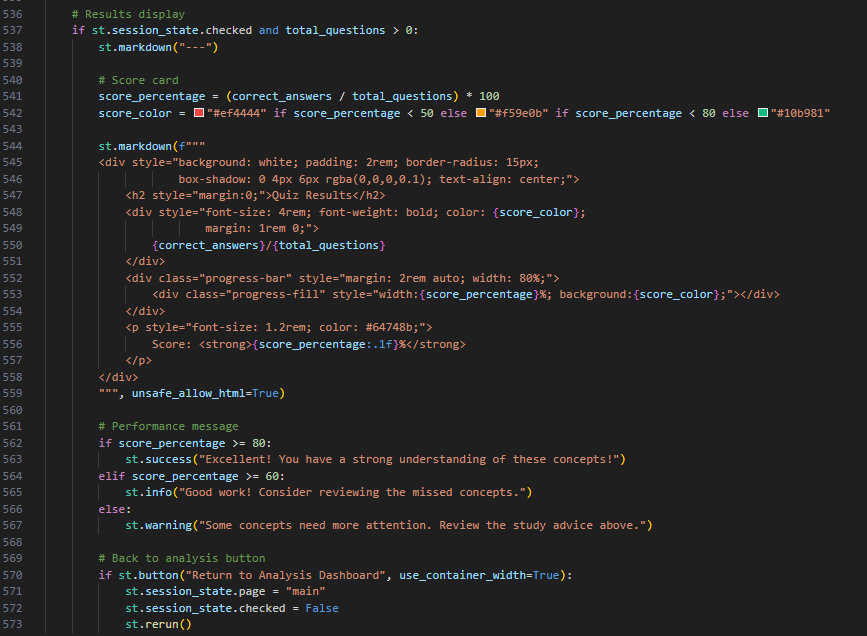 536 # Results display
537 if st.session_state.checked and total_questions > 0:
538 st.markdown("---")
539
540 # Score card
541 score_percentage = (correct_answers / total_questions) * 100
542 score_color = "#ef4444" if score_percentage < 50 else "#f59e0b" if score_percentage < 80 else "#10b981"
543
544 st.markdown(f"""
545 <div style="background: white; padding: 2rem; border-radius: 15px;
546 box-shadow: 0 4px 6px rgba(0,0,0,0.1); text-align: center;">
547 <h2 style="margin:0;">Quiz Results</h2>
548 <div style="font-size: 4rem; font-weight: bold; color: {score_color};
549 margin: 1rem 0;">
550 {correct_answers}/{total_questions}
551 </div>
552 <div class="progress-bar" style="margin: 2rem auto; width: 80%;">
553 <div class="progress-fill" style="width:{score_percentage}%; background:{score_color};"></div>
554 </div>
555 <p style="font-size: 1.2rem; color: #64748b;">
556 Score: <strong>{score_percentage:.1f}%</strong>
557 </p>
558 </div>
559 """, unsafe_allow_html=True)
560
561 # Performance message
562 if score_percentage >= 80:
563 st.success("Excellent! You have a strong understanding of these concepts!")
564 elif score_percentage >= 60:
565 st.info("Good work! Consider reviewing the missed concepts.")
566 else:
567 st.warning("Some concepts need more attention. Review the study advice above.")
568
569 # Back to analysis button
570 if st.button("Return to Analysis Dashboard", use_container_width=True):
571 st.session_state.page = "main"
572 st.session_state.checked = False
573 st.rerun()